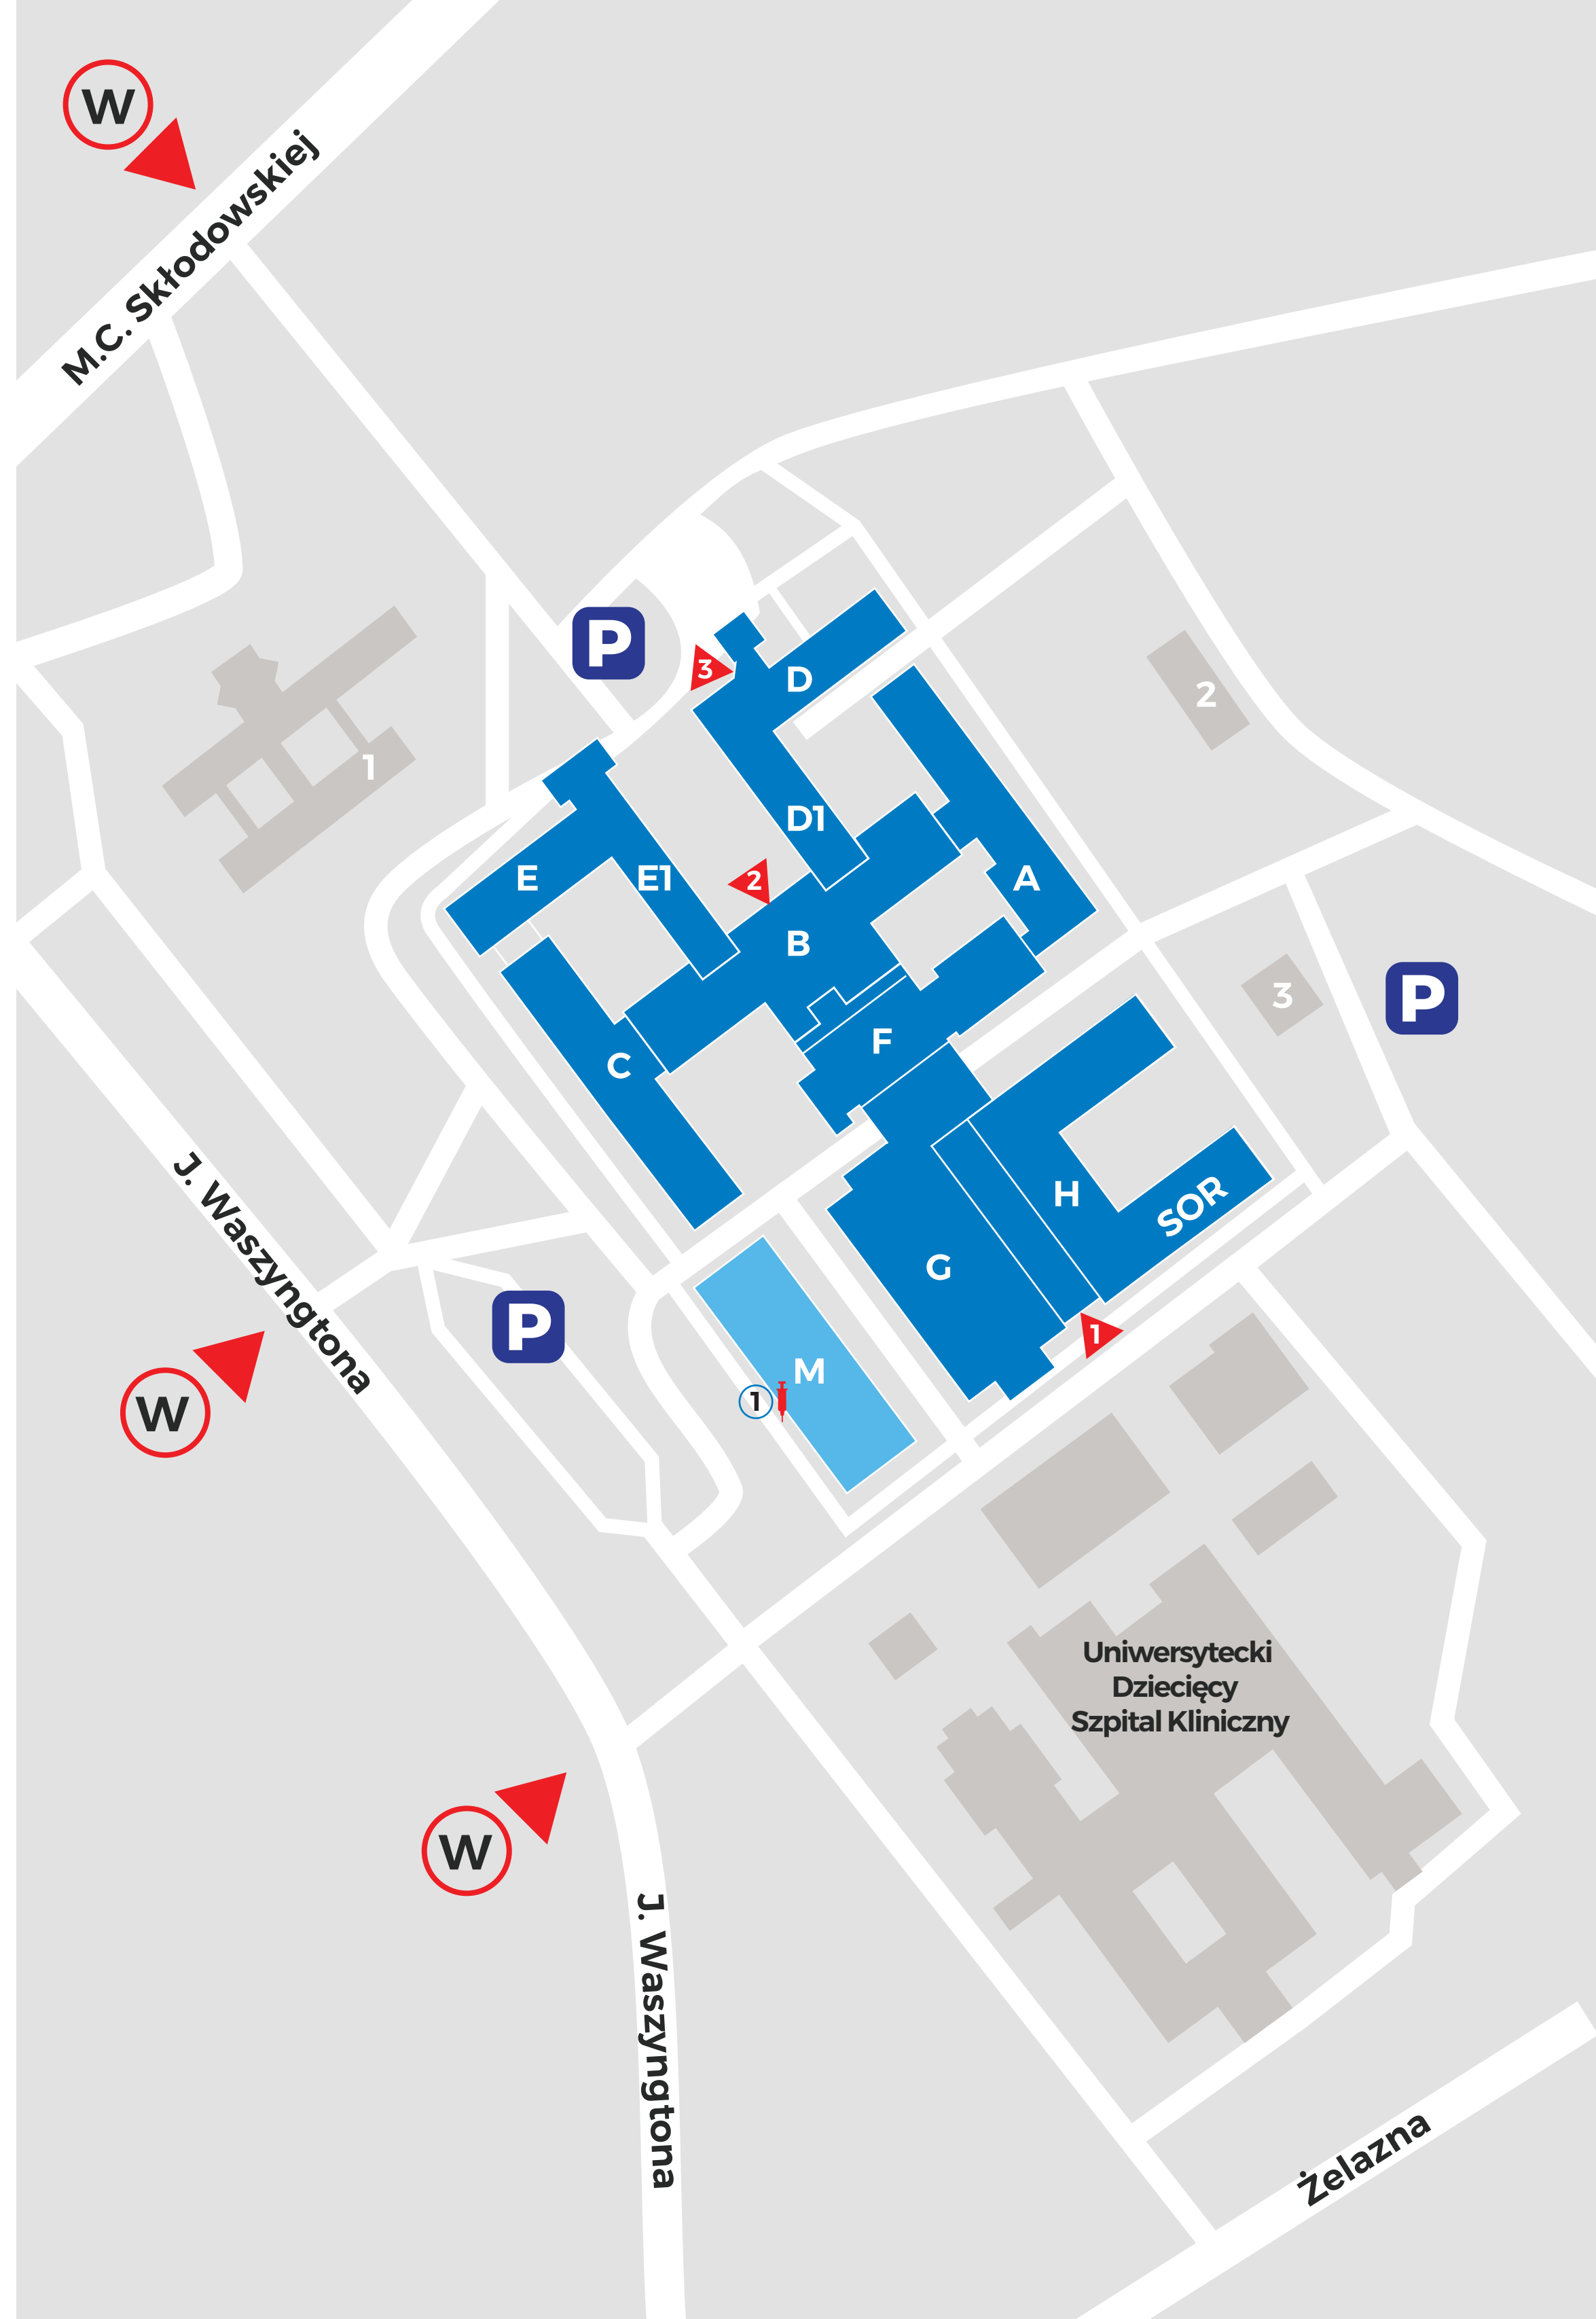 W
M.C. Skłodowskiej
P
3
D
2
1
D1
E
E1
2
A
B
3
P
F
C
J. Waszyngtona
H
SOR
G
P
1
M
1
W
Uniwersytecki
Dziecięcy
Szpital Kliniczny
W
J. Waszyngtona
Żelazna